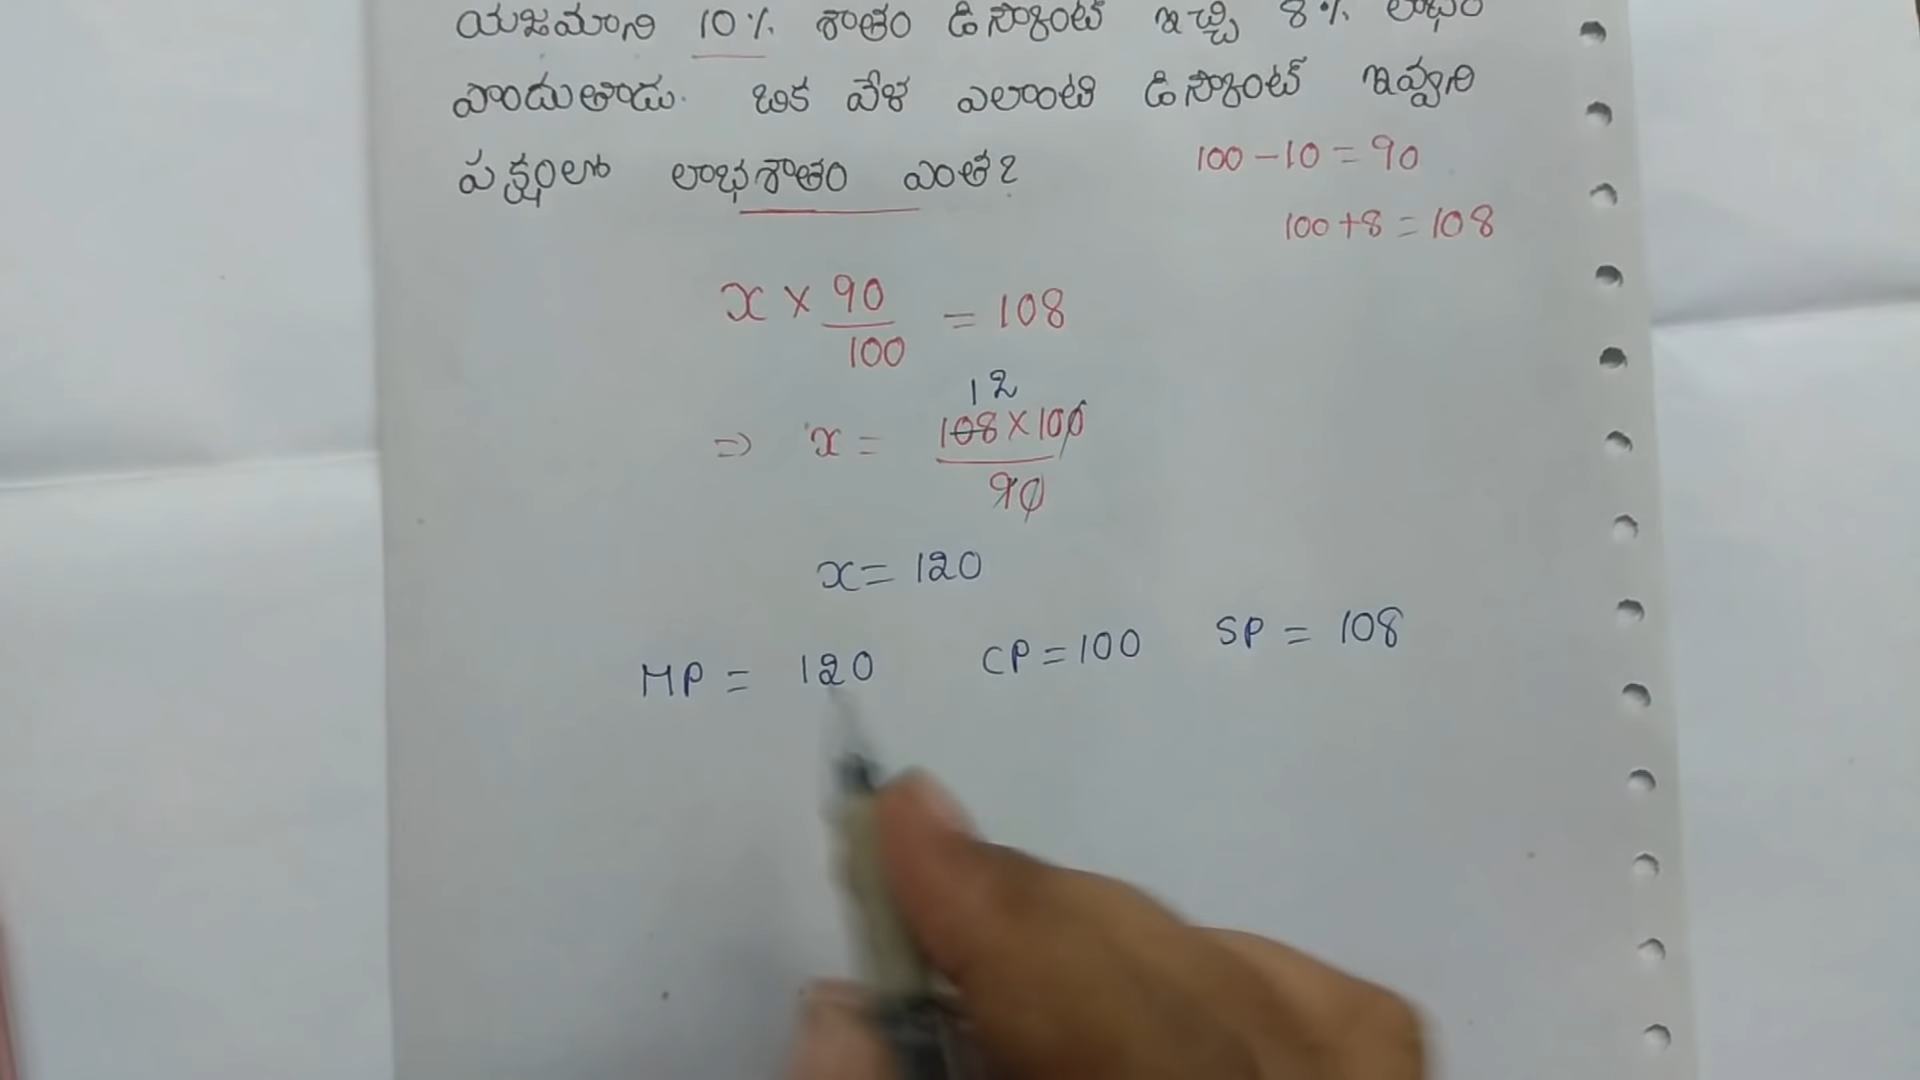 యజమాని 10% శాతం డిస్కౌంట్ ఇచ్చి 8% లాభం
పొందుతాడు. ఒక వేళ ఎలాంటి డిస్కౌంట్ ఇవ్వని
పక్షంలో లాభశాతం ఎంత?
100-10=90
100+8=108
x × 90/100 = 108
12
⇒ x = 108×100/90
x = 120
MP = 120 CP=100 SP = 108